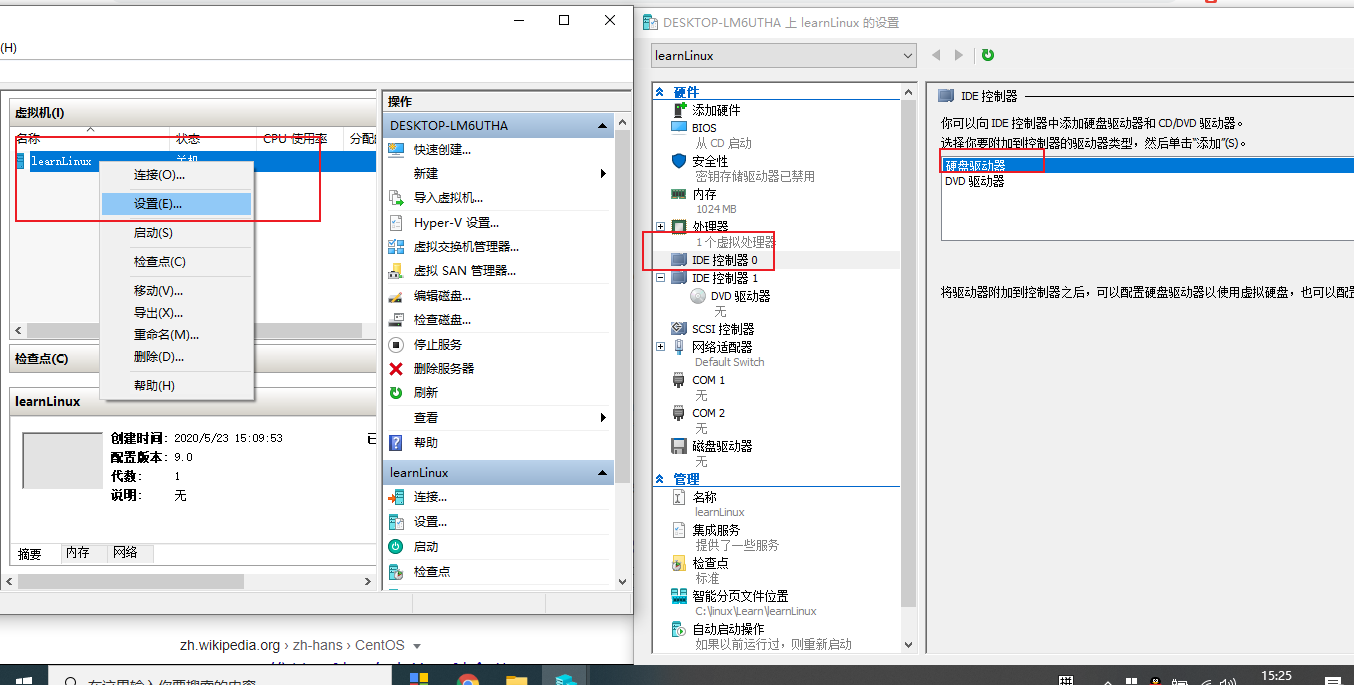 (H)
虚拟机(I)
名称
状态
CPU 使用率
learnLinux
连接(O)...
设置(E)...
启动(S)
检查点(C)
移动(V)...
导出(X)...
重命名(M)...
删除(D)...
帮助(H)
检查点(C)
learnLinux
创建时间: 2020/5/23 15:09:53
配置版本: 9.0
代数: 1
说明: 无
摘要 内存 网络
操作
DESKTOP-LM6UTHA
快速创建...
新建
导入虚拟机...
Hyper-V 设置...
虚拟交换机管理器...
虚拟 SAN 管理器...
编辑磁盘...
检查磁盘...
停止服务
删除服务器
刷新
查看
帮助
learnLinux
连接...
设置...
启动
检查点
zh.wikipedia.org › zh-hans › CentOS
DESKTOP-LM6UTHA 上 learnLinux 的设置
learnLinux
硬件
添加硬件
BIOS
从 CD 启动
安全性
密钥存储驱动器已禁用
内存
1024 MB
处理器
1 个虚拟处理器
IDE 控制器 0
IDE 控制器 1
DVD 驱动器
无
SCSI 控制器
网络适配器
Default Switch
COM 1
无
COM 2
无
磁盘驱动器
无
管理
名称
learnLinux
集成服务
提供了一些服务
检查点
标准
智能分页文件位置
C:\linux\Learn\learnLinux
自动启动操作
如果以前运行过，则重新启动
IDE 控制器
你可以向 IDE 控制器中添加硬盘驱动器和 CD/DVD 驱动器。
选择你要附加到控制器的驱动器类型，然后单击“添加”(S)。
硬盘驱动器
DVD 驱动器
将驱动器附加到控制器之后，可以配置硬盘驱动器以使用虚拟硬盘，也可以配
在这里输入你要搜索的内容
15:25